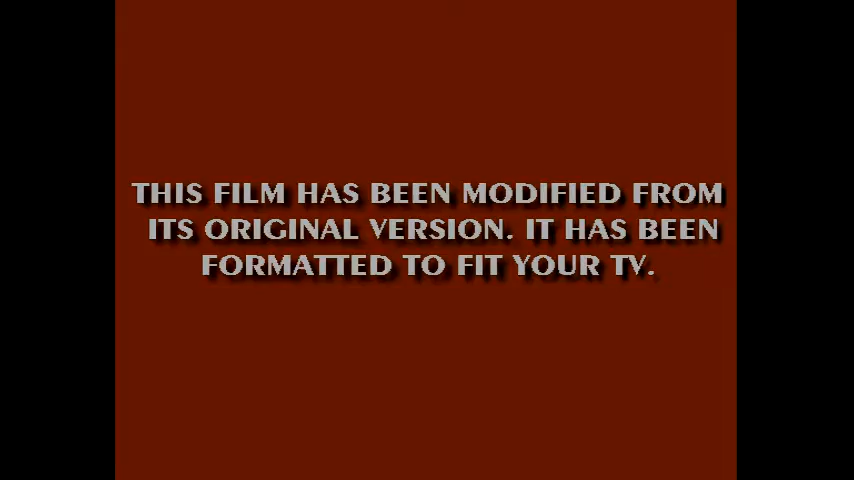 THIS FILM HAS BEEN MODIFIED FROM
ITS ORIGINAL VERSION. IT HAS BEEN
FORMATTED TO FIT YOUR TV.